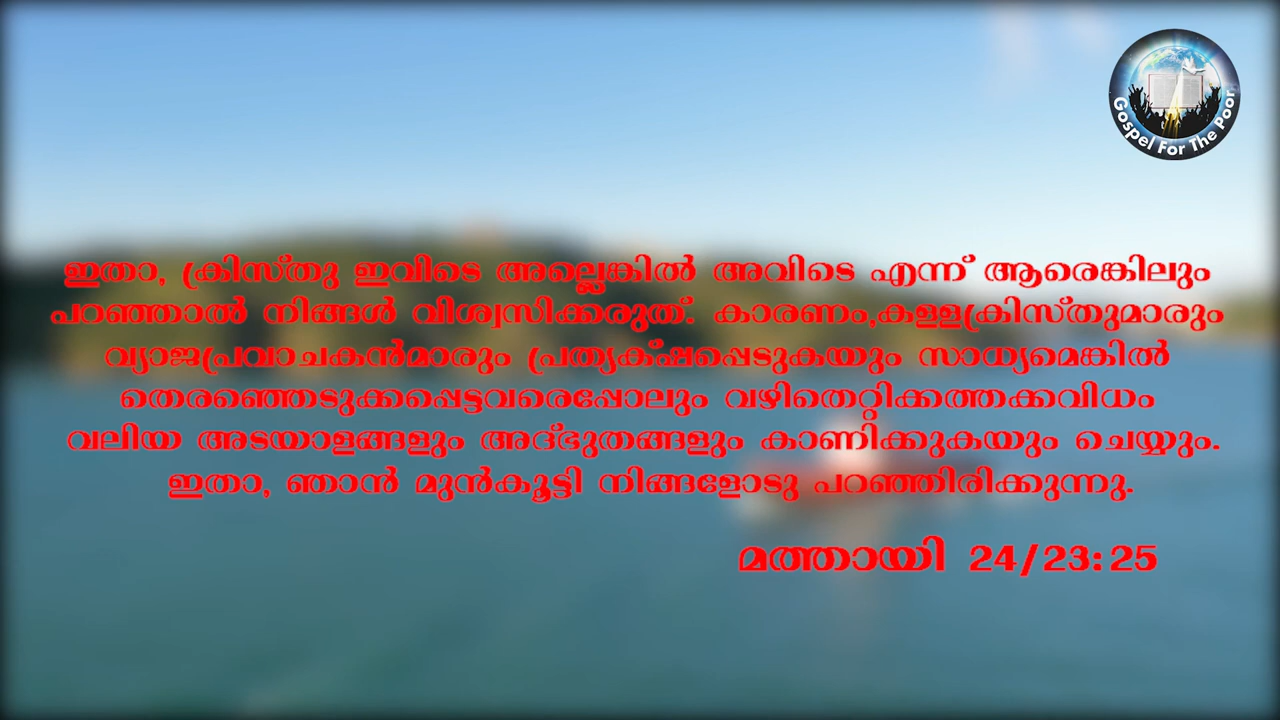 Gospel For The Poor
ഇതാ, ക്രിസ്തു ഇവിടെ അല്ലെങ്കിൽ അവിടെ എന്ന് ആരെങ്കിലും
പറഞ്ഞാൽ നിങ്ങൾ വിശ്വസിക്കരുത്. കാരണം,കളളക്രിസ്തുമാരും
വ്യാജപ്രവാചകൻമാരും പ്രത്യക്ഷപ്പെടുകയും സാധ്യമെങ്കിൽ
തെരഞ്ഞെടുക്കപ്പെട്ടവരെപ്പോലും വഴിതെറ്റിക്കത്തക്കവിധം
വലിയ അടയാളങ്ങളും അദ്ഭുതങ്ങളും കാണിക്കുകയും ചെയ്യും.
ഇതാ, ഞാൻ മുൻകൂട്ടി നിങ്ങളോടു പറഞ്ഞിരിക്കുന്നു.
മത്തായി 24/23:25